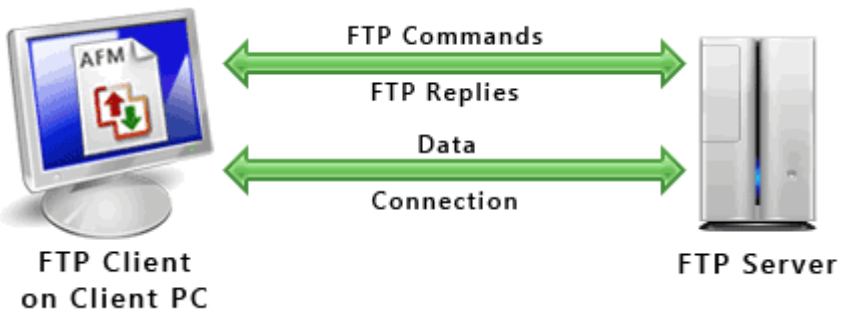 AFM
FTP Commands
FTP Replies
Data
Connection
FTP Client
on Client PC
FTP Server